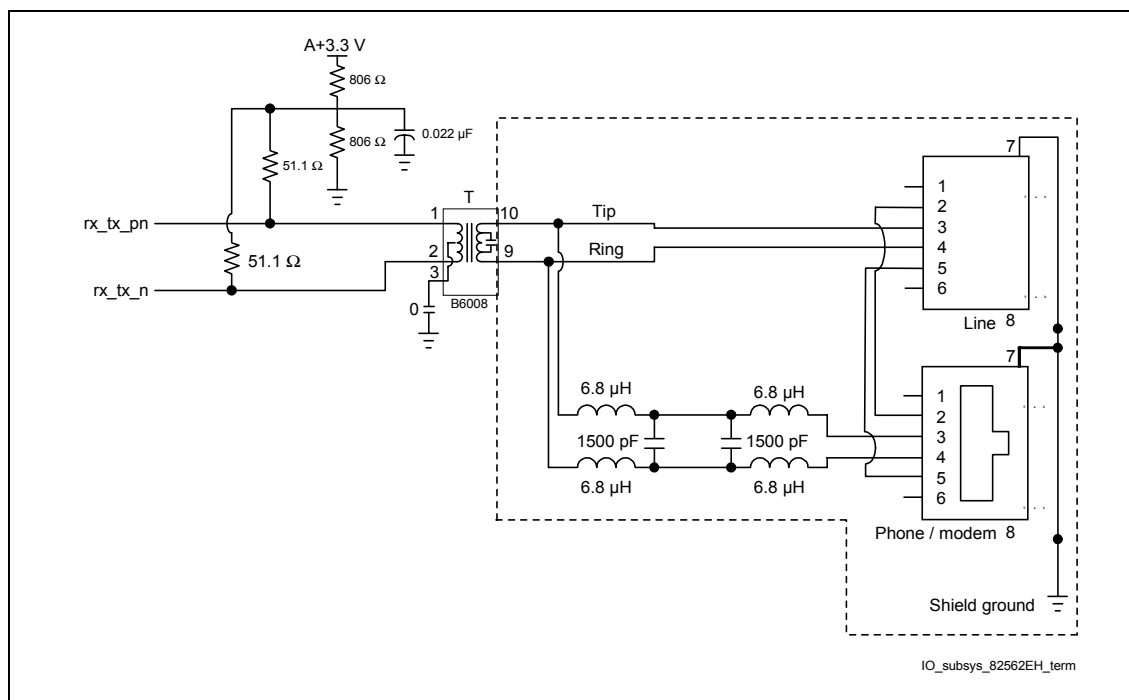 A+3.3 V
806 Ω
806 Ω
0.022 µF
51.1 Ω
rx_tx_pn
51.1 Ω
rx_tx_n
T
1
2
3
10
9
B6008
0
Tip
Ring
7
1
2
3
4
5
6
Line 8
6.8 µH
6.8 µH
1500 pF
1500 pF
6.8 µH
6.8 µH
7
1
2
3
4
5
6
Phone / modem 8
Shield ground
IO_subsys_82562EH_term